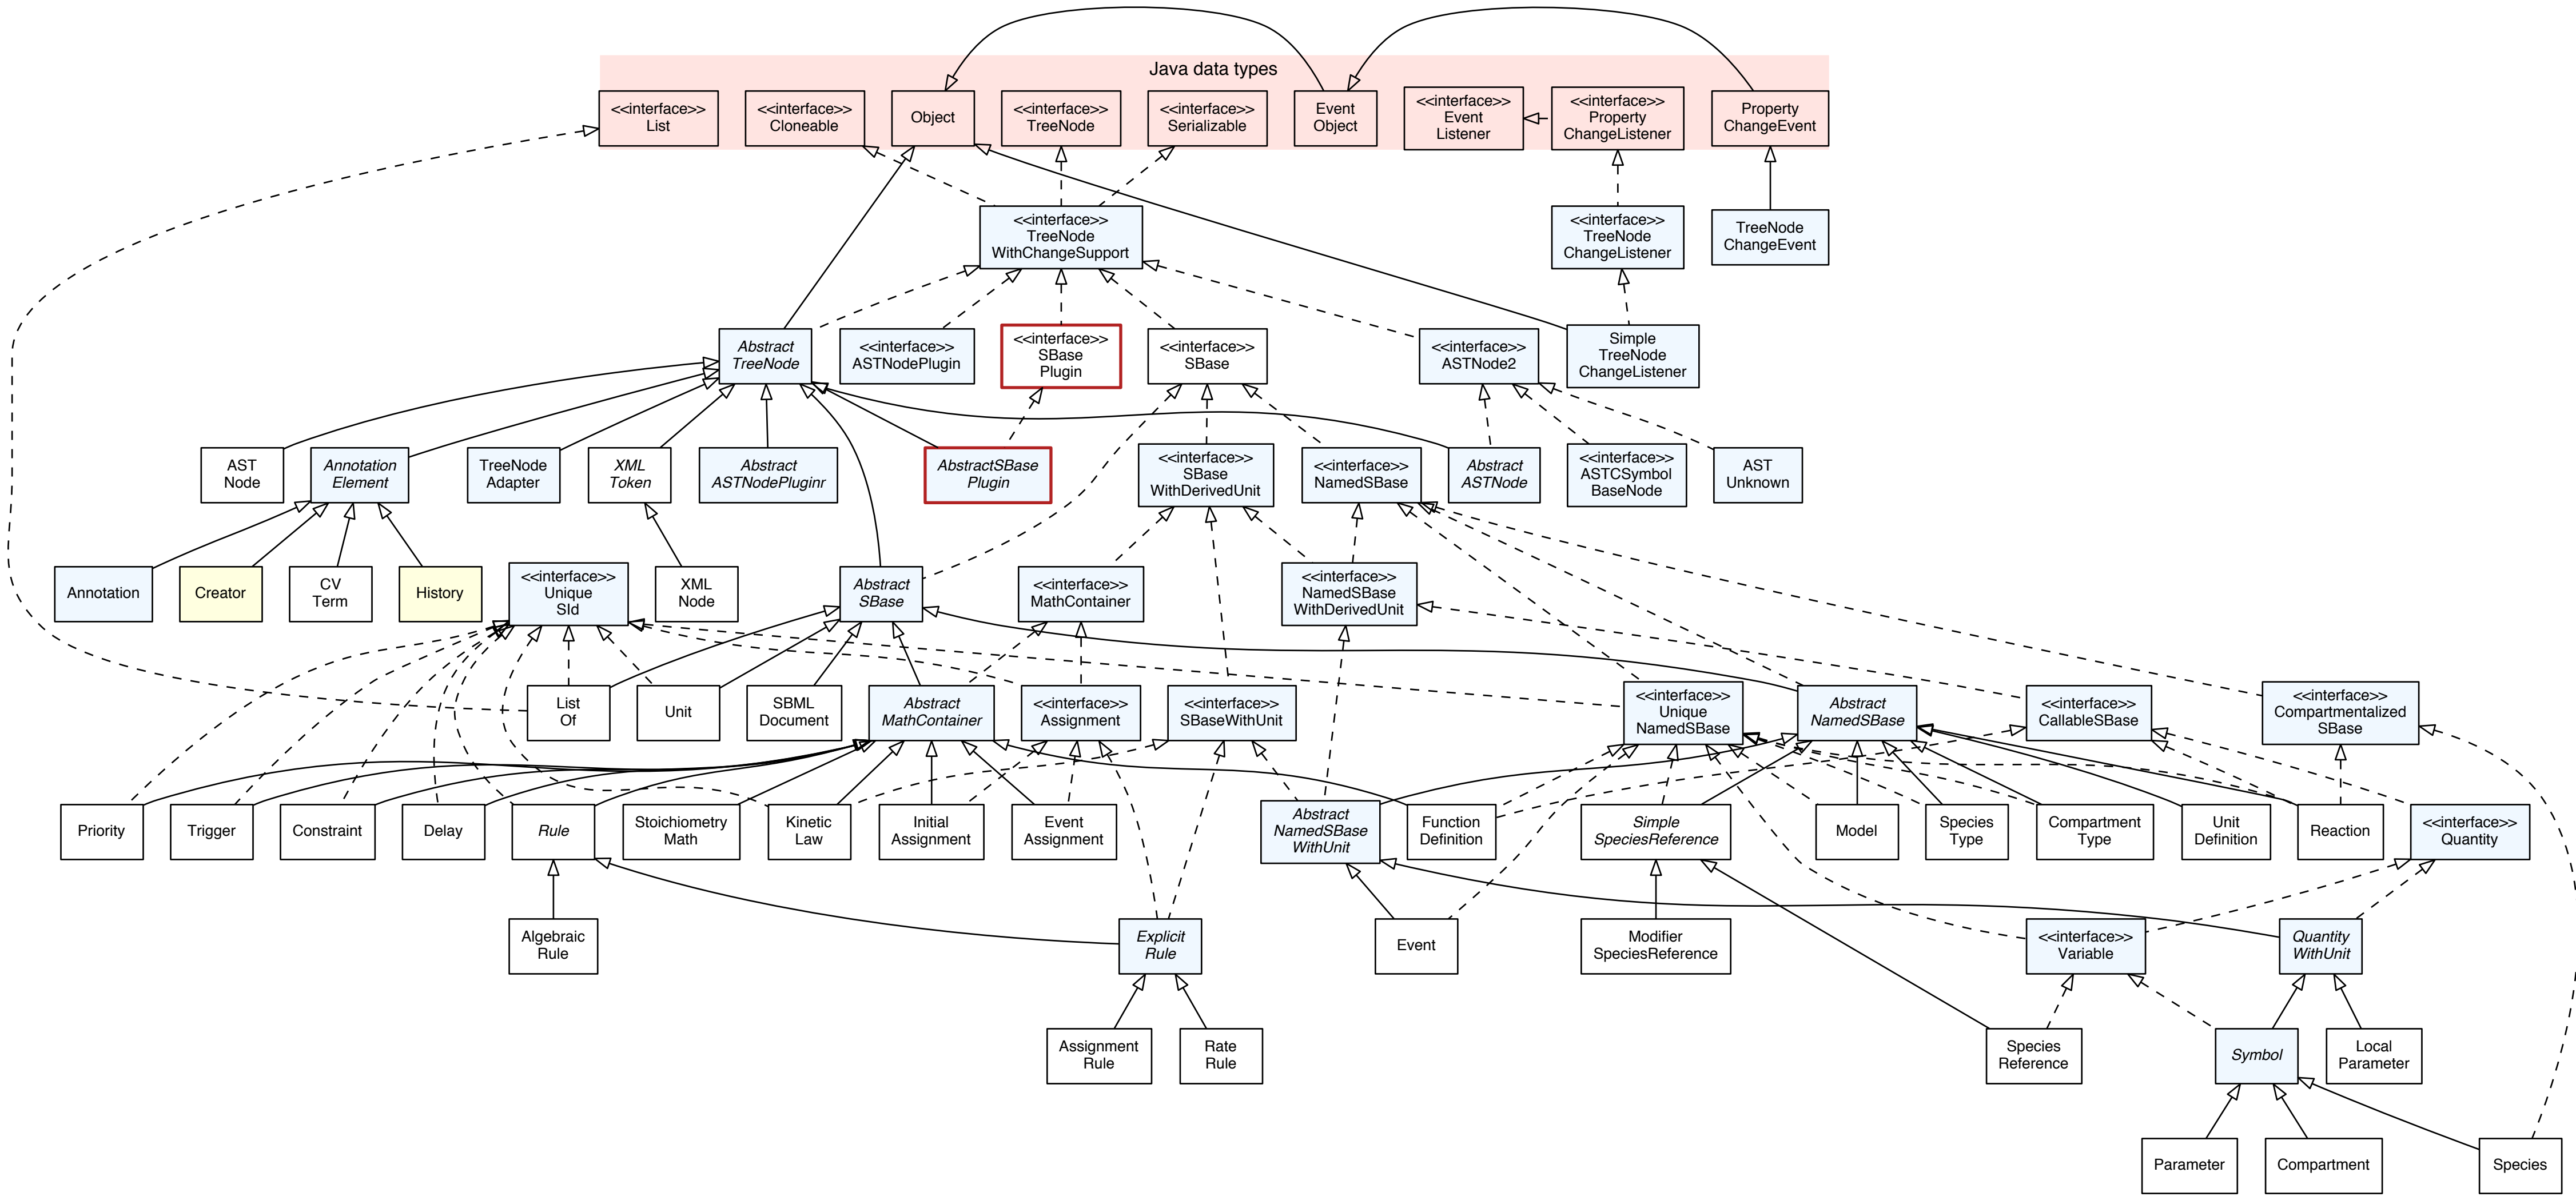 Java data types
<<interface>>
List
<<interface>>
Cloneable
Object
<<interface>>
TreeNode
<<interface>>
Serializable
Event
Object
<<interface>>
Event
Listener
<<interface>>
Property
ChangeListener
Property
ChangeEvent
<<interface>>
TreeNode
WithChangeSupport
<<interface>>
TreeNode
ChangeListener
TreeNode
ChangeEvent
Abstract
TreeNode
<<interface>>
ASTNodePlugin
<<interface>>
SBase
Plugin
<<interface>>
SBase
<<interface>>
ASTNode2
Simple
TreeNode
ChangeListener
AST
Node
Annotation
Element
TreeNode
Adapter
XML
Token
Abstract
ASTNodePluginr
AbstractSBase
Plugin
<<interface>>
SBase
WithDerivedUnit
<<interface>>
NamedSBase
Abstract
ASTNode
<<interface>>
ASTCSymbol
BaseNode
AST
Unknown
Annotation
Creator
CV
Term
History
<<interface>>
Unique
SId
XML
Node
Abstract
SBase
<<interface>>
MathContainer
<<interface>>
NamedSBase
WithDerivedUnit
List
Of
Unit
SBML
Document
Abstract
MathContainer
<<interface>>
Assignment
<<interface>>
SBaseWithUnit
<<interface>>
Unique
NamedSBase
Abstract
NamedSBase
<<interface>>
CallableSBase
<<interface>>
Compartmentalized
SBase
Priority
Trigger
Constraint
Delay
Rule
Stoichiometry
Math
Kinetic
Law
Initial
Assignment
Event
Assignment
Abstract
NamedSBase
WithUnit
Function
Definition
Simple
SpeciesReference
Model
Species
Type
Compartment
Type
Unit
Definition
Reaction
<<interface>>
Quantity
Algebraic
Rule
Explicit
Rule
Event
Modifier
SpeciesReference
<<interface>>
Variable
Quantity
WithUnit
Assignment
Rule
Rate
Rule
Species
Reference
Symbol
Local
Parameter
Parameter
Compartment
Species